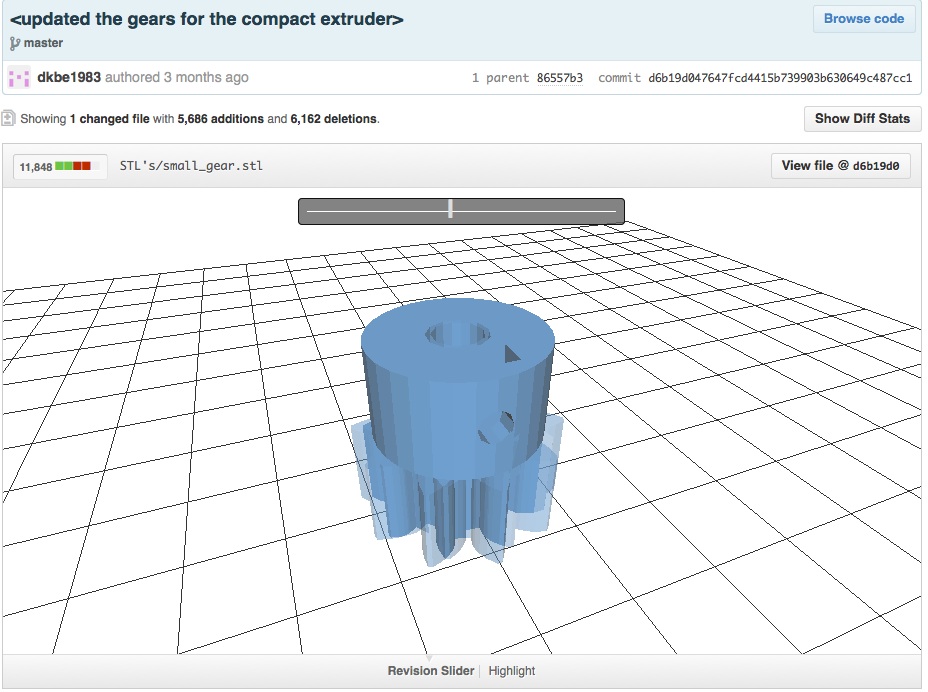 <updated the gears for the compact extruder>
Browse code
master
dkbe1983 authored 3 months ago
1 parent 86557b3 commit d6b19d047647fcd4415b739903b630649c487cc1
Showing 1 changed file with 5,686 additions and 6,162 deletions.
Show Diff Stats
11,848 STL's/small_gear.stl
View file @ d6b19d0
Revision Slider | Highlight